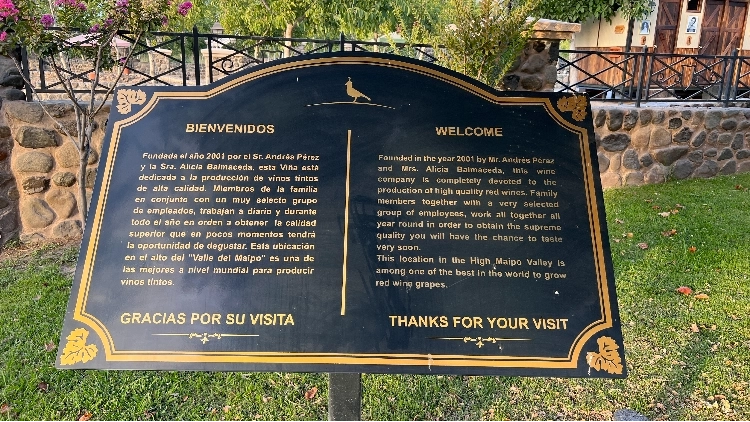 BIENVENIDOS
Fundada el año 2001 por el Sr. Andrés Pérez
y la Sra. Alicia Balmaceda, esta Viña está
dedicada a la producción de vinos tintos
de alta calidad. Miembros de la familia
en conjunto con un muy selecto grupo
de empleados, trabajan a diario y durante
todo el año en orden a obtener la calidad
superior que en pocos momentos tendrá
la oportunidad de degustar. Esta ubicación
en el alto del "Valle del Maipo" es una de
las mejores a nivel mundial para producir
vinos tintos.
GRACIAS POR SU VISITA
WELCOME
Founded in the year 2001 by Mr. Andrés Pérez
and Mrs. Alicia Balmaceda, this wine
company is completely devoted to the
production of high quality red wines. Family
members together with a very selected
group of employees, work all together all
year round in order to obtain the supreme
quality you will have the chance to taste
very soon.
This location in the High Maipo Valley is
among one of the best in the world to grow
red wing grapes.
THANKS FOR YOUR VISIT